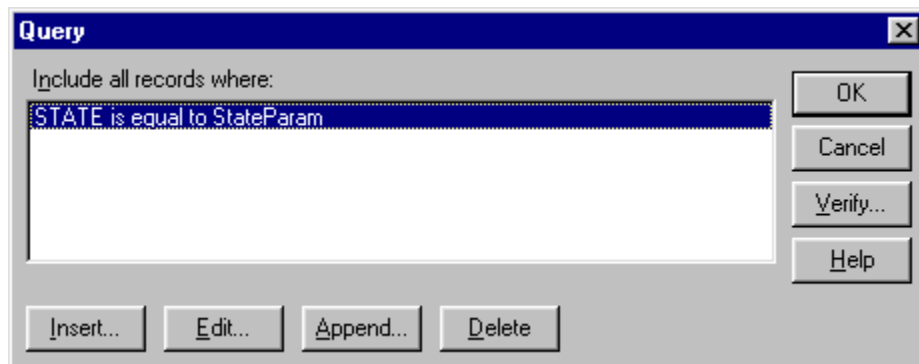 Query
Include all records where:
STATE is equal to StateParam
OK
Cancel
Verify...
Help
Insert... Edit... Append... Delete